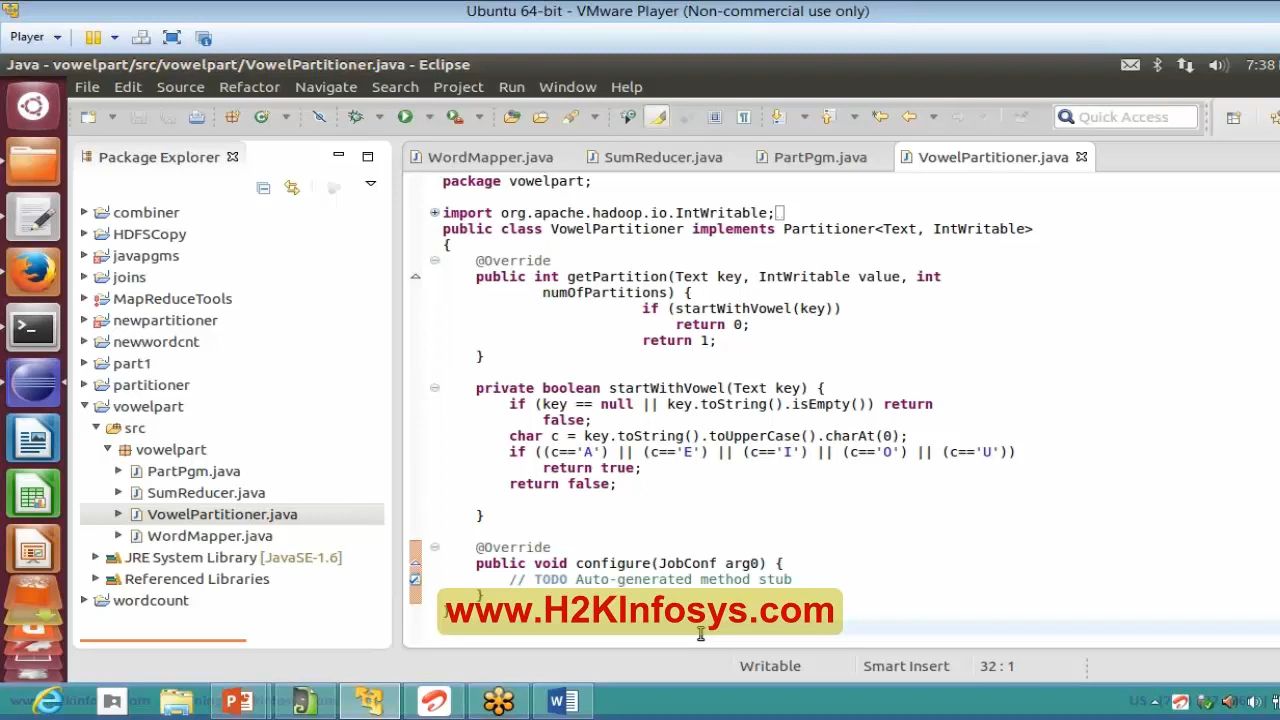 Ubuntu 64-bit - VMware Player (Non-commercial use only)
Player
Java - vowelpart/src/vowelpart/VowelPartitioner.java - Eclipse
7:38
File Edit Source Refactor Navigate Search Project Run Window Help
Quick Access
Package Explorer
WordMapper.java
SumReducer.java
PartPgm.java
VowelPartitioner.java
combiner
HDFSCopy
javapgms
joins
MapReduceTools
newpartitioner
newwordcnt
part1
partitioner
vowelpart
src
vowelpart
PartPgm.java
SumReducer.java
VowelPartitioner.java
WordMapper.java
JRE System Library [JavaSE-1.6]
Referenced Libraries
wordcount
package vowelpart;
import org.apache.hadoop.io.IntWritable;
public class VowelPartitioner implements Partitioner<Text, IntWritable>
{
@Override
public int getPartition(Text key, IntWritable value, int
numOfPartitions) {
if (startWithVowel(key))
return 0;
return 1;
}
private boolean startWithVowel(Text key) {
if (key == null || key.toString().isEmpty()) return
false;
char c = key.toString().toUpperCase().charAt(0);
if ((c=='A') || (c=='E') || (c=='I') || (c=='O') || (c=='U'))
return true;
return false;
}
@Override
public void configure(JobConf arg0) {
// TODO Auto-generated method stub
}
www.H2KInfosys.com
Writable
Smart Insert
32 : 1